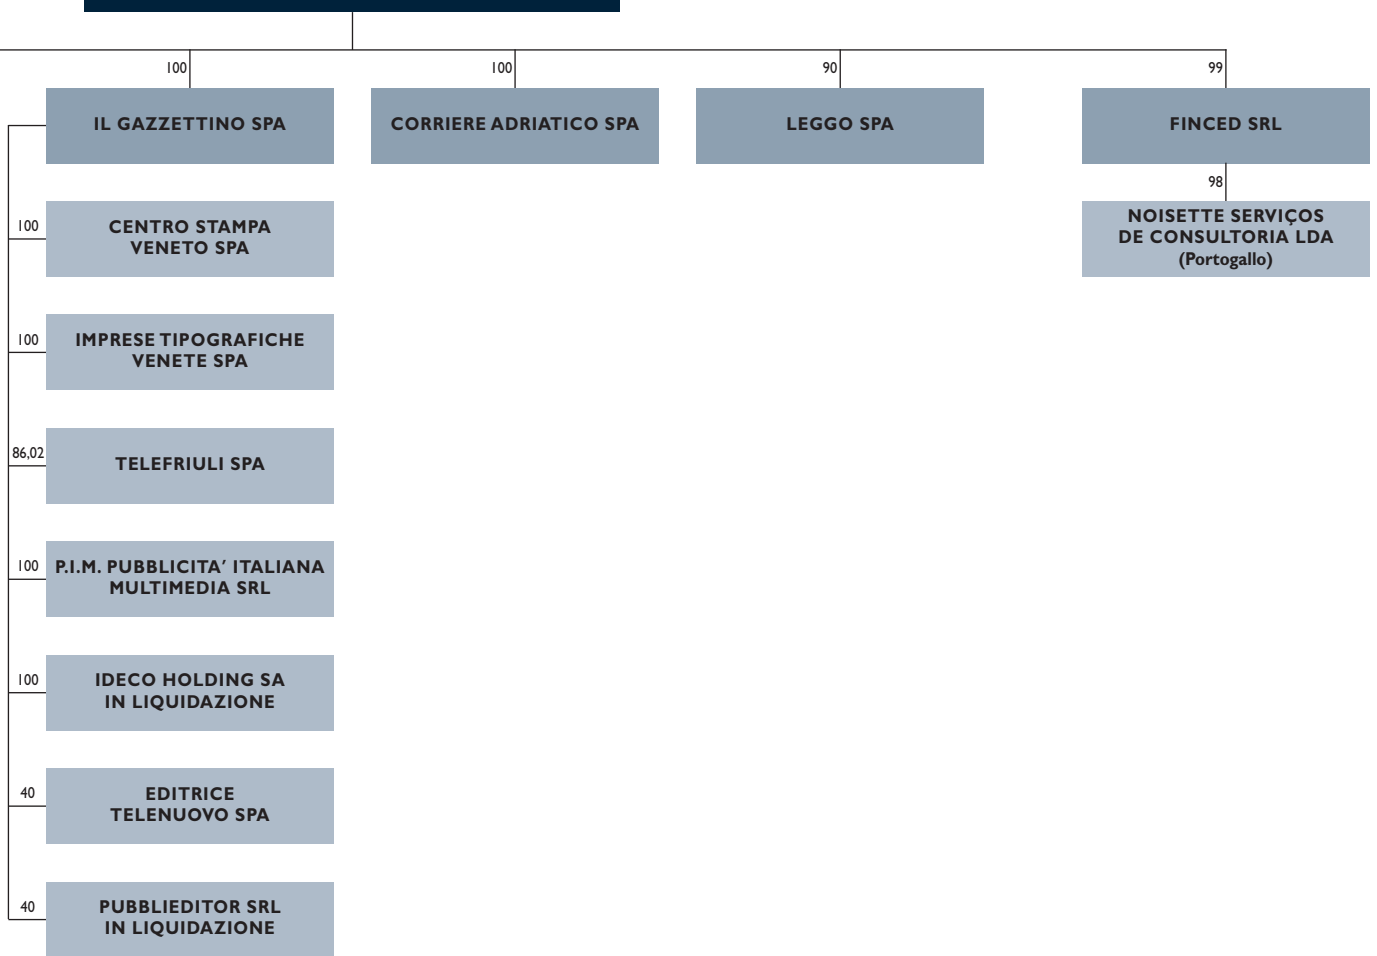 100
100
90
99
IL GAZZETTINO SPA
CORRIERE ADRIATICO SPA
LEGGO SPA
FINCED SRL
98
NOISETTE SERVIÇOS
DE CONSULTORIA LDA
(Portogallo)
100
CENTRO STAMPA
VENETO SPA
100
IMPRESE TIPOGRAFICHE
VENETE SPA
86,02
TELEFRIULI SPA
100
P.I.M. PUBBLICITA’ ITALIANA
MULTIMEDIA SRL
100
IDECO HOLDING SA
IN LIQUIDAZIONE
40
EDITRICE
TELENUOVO SPA
40
PUBBLIEDITOR SRL
IN LIQUIDAZIONE